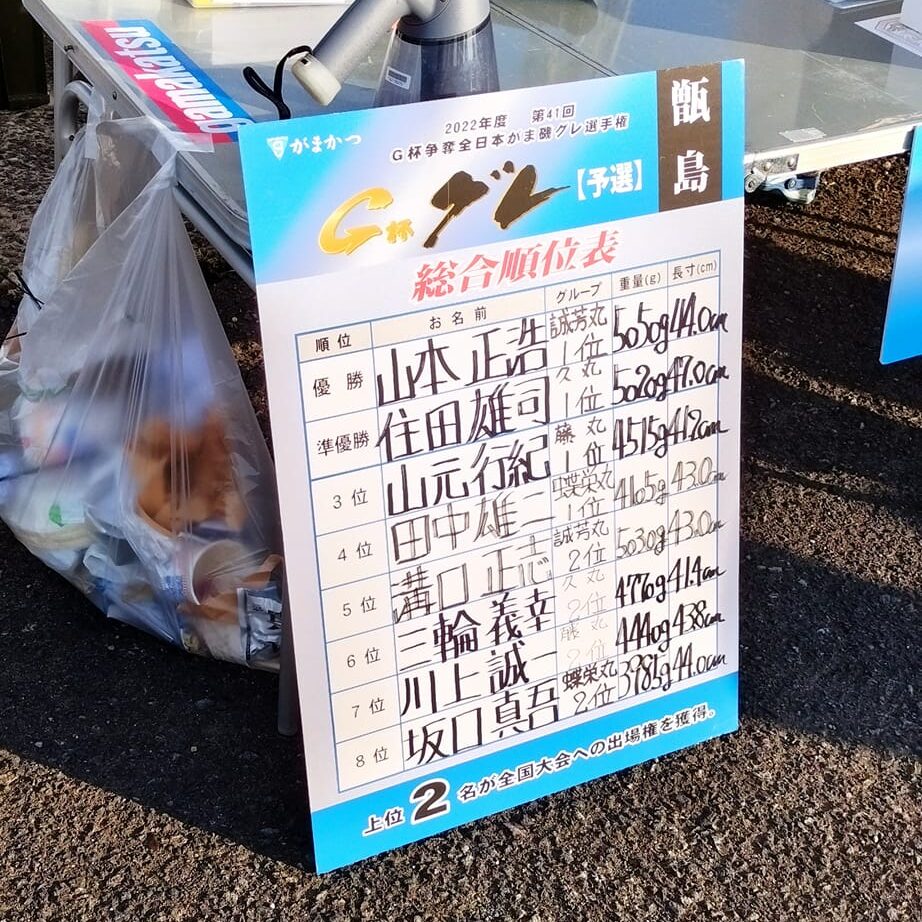 gamakatsu
がまかつ
2022年度 第41回
G杯争奪全日本がま磯グレ選手権
甑島
G杯 グレ 【予選】
総合順位表
順位 お名前 グループ 重量(g) 長寸(cm)
優勝 山本 正浩 誠芳丸 1位 5050g 44.0cm
準優勝 住田 雄司 久丸 1位 5020g 47.0cm
3位 山元 行紀 藤丸 1位 4515g 41.2cm
4位 田中 雄二 蝶栄丸 1位 4165g 43.0cm
5位 溝口 正志 誠芳丸 2位 5030g 43.0cm
6位 三輪 義幸 久丸 2位 4776g 41.4cm
7位 川上 誠一 藤丸 2位 4440g 43.8cm
8位 坂口 真吾 蝶栄丸 2位 3985g 44.0cm
上位2名が全国大会への出場権を獲得。